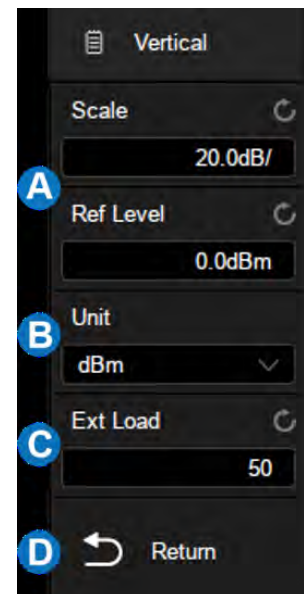 Vertical
Scale
20.0dB/
A
Ref Level
0.0dBm
Unit
B
dBm
Ext Load
C
50
D Return